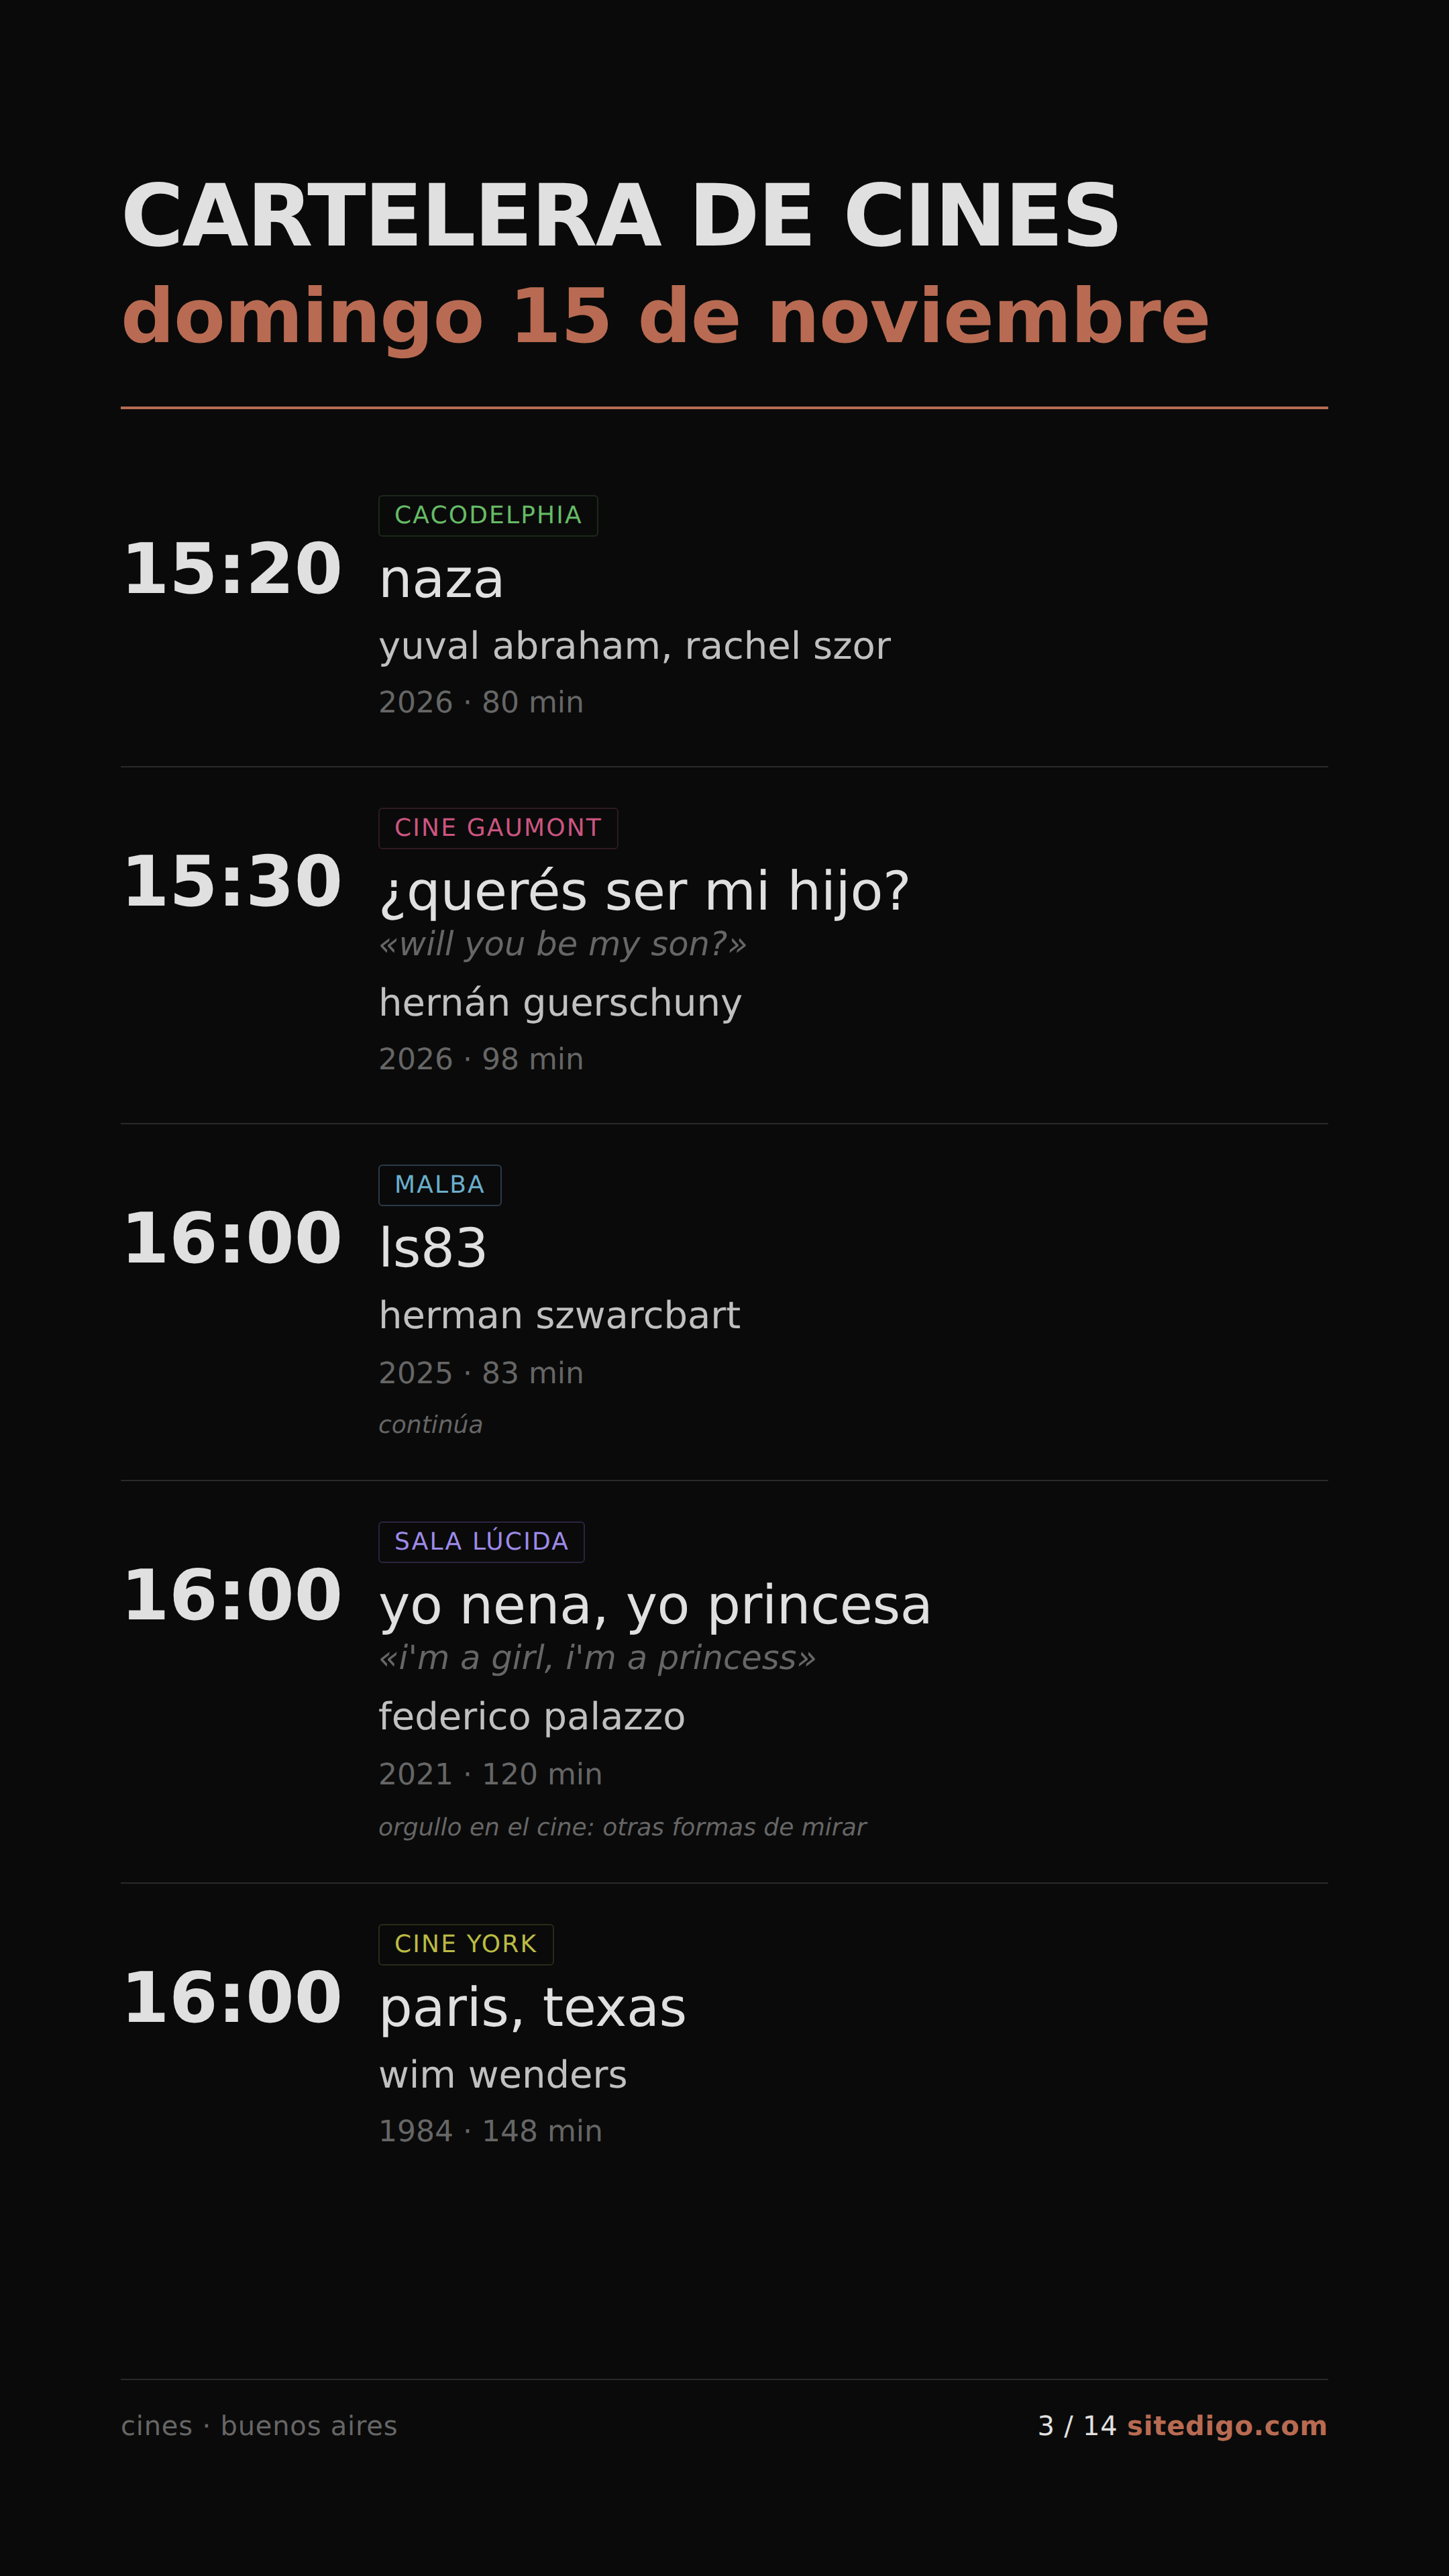 CARTELERA DE CINES
domingo 15 de noviembre
CACODELPHIA
15:20
naza
yuval abraham, rachel szor
2026 · 80 min
CINE GAUMONT
15:30
¿querés ser mi hijo?
«will you be my son?»
hernán guerschuny
2026 · 98 min
MALBA
16:00
ls83
herman szwarcbart
2025 · 83 min
continúa
SALA LÚCIDA
16:00
yo nena, yo princesa
«i'm a girl, i'm a princess»
federico palazzo
2021 · 120 min
orgullo en el cine: otras formas de mirar
CINE YORK
16:00
paris, texas
wim wenders
1984 · 148 min
cines · buenos aires
3 / 14 sitedigo.com